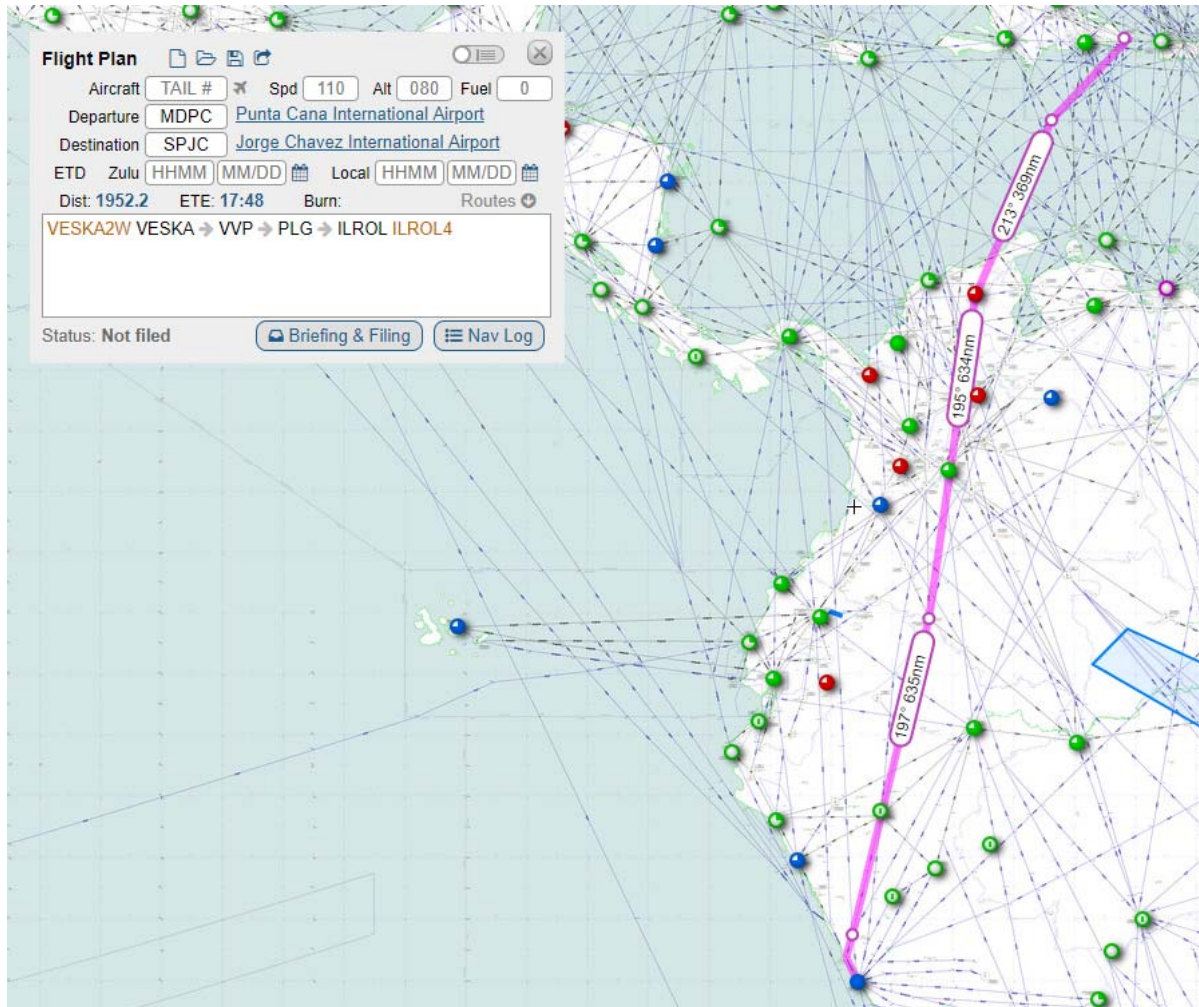 Flight Plan
Aircraft TAIL # Spd 110 Alt 080 Fuel 0
Departure MDPC Punta Cana International Airport
Destination SPJC Jorge Chavez International Airport
ETD Zulu HHMM MM/DD Local HHMM MM/DD
Dist: 1952.2 ETE: 17:48 Burn: Routes
VESKA2W VESKA → VVP → PLG → ILROL ILROL4
Status: Not filed Briefing & Filing Nav Log
213° 369nm
195° 634nm
197° 635nm